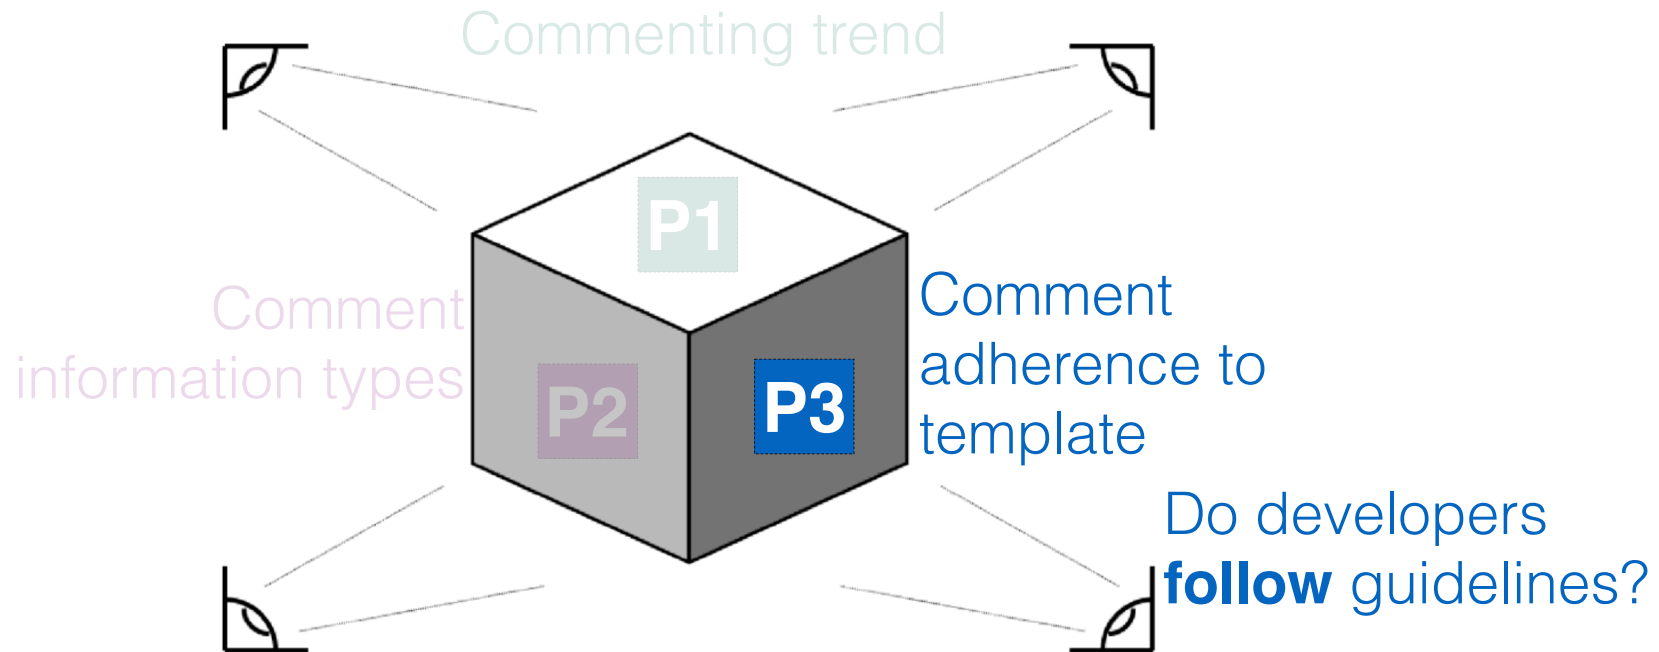 Commenting trend
P1
Comment
information types
P2
P3
Comment
adherence to
template
Do developers
follow guidelines?